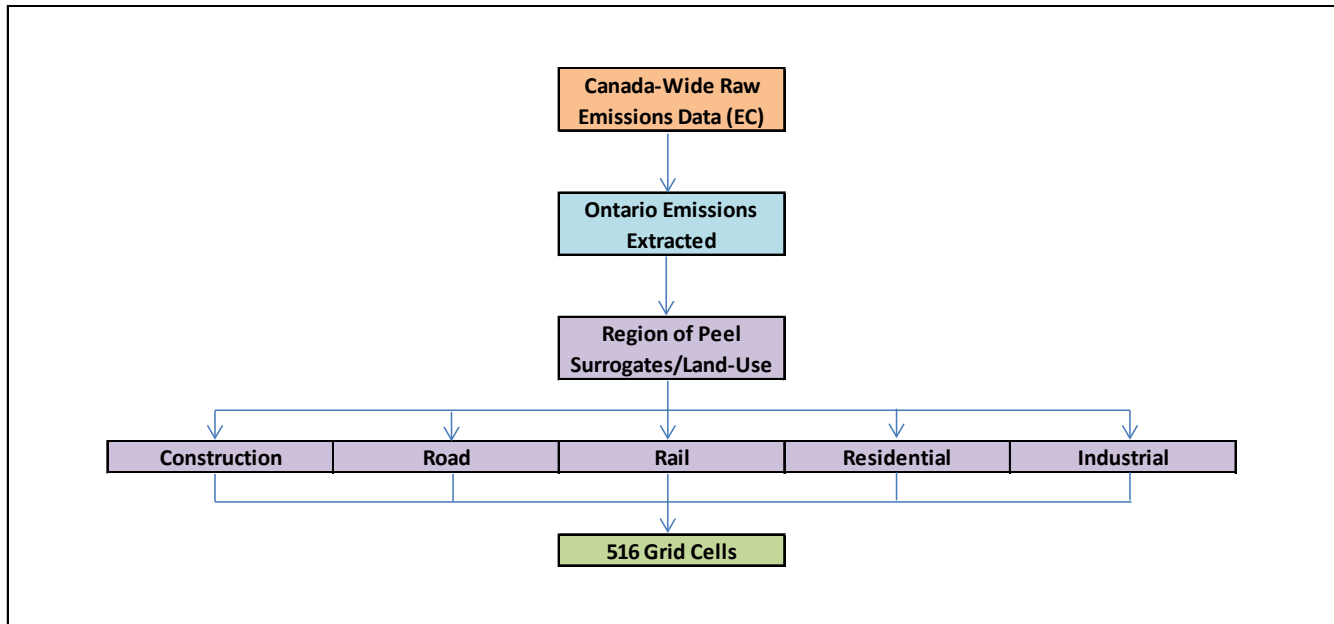 Canada-Wide Raw
Emissions Data (EC)
Ontario Emissions
Extracted
Region of Peel
Surrogates/Land-Use
Construction
Road
Rail
Residential
Industrial
516 Grid Cells